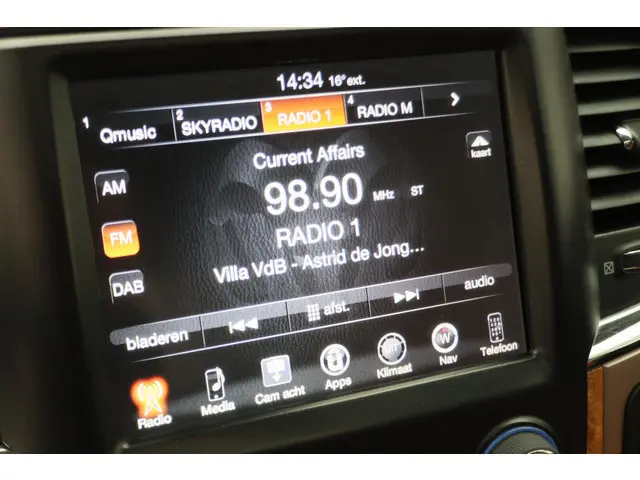 14:34 16° ext.
1 Qmusic 2 SKYRADIO 3 RADIO 1 4 RADIO M
kaart
Current Affairs
AM
98.90 MHz ST
FM
RADIO 1
Villa VdB - Astrid de Jong...
DAB
bladeren afst. audio
Radio Media Cam acht Apps Klimaat Nav Telefoon
W